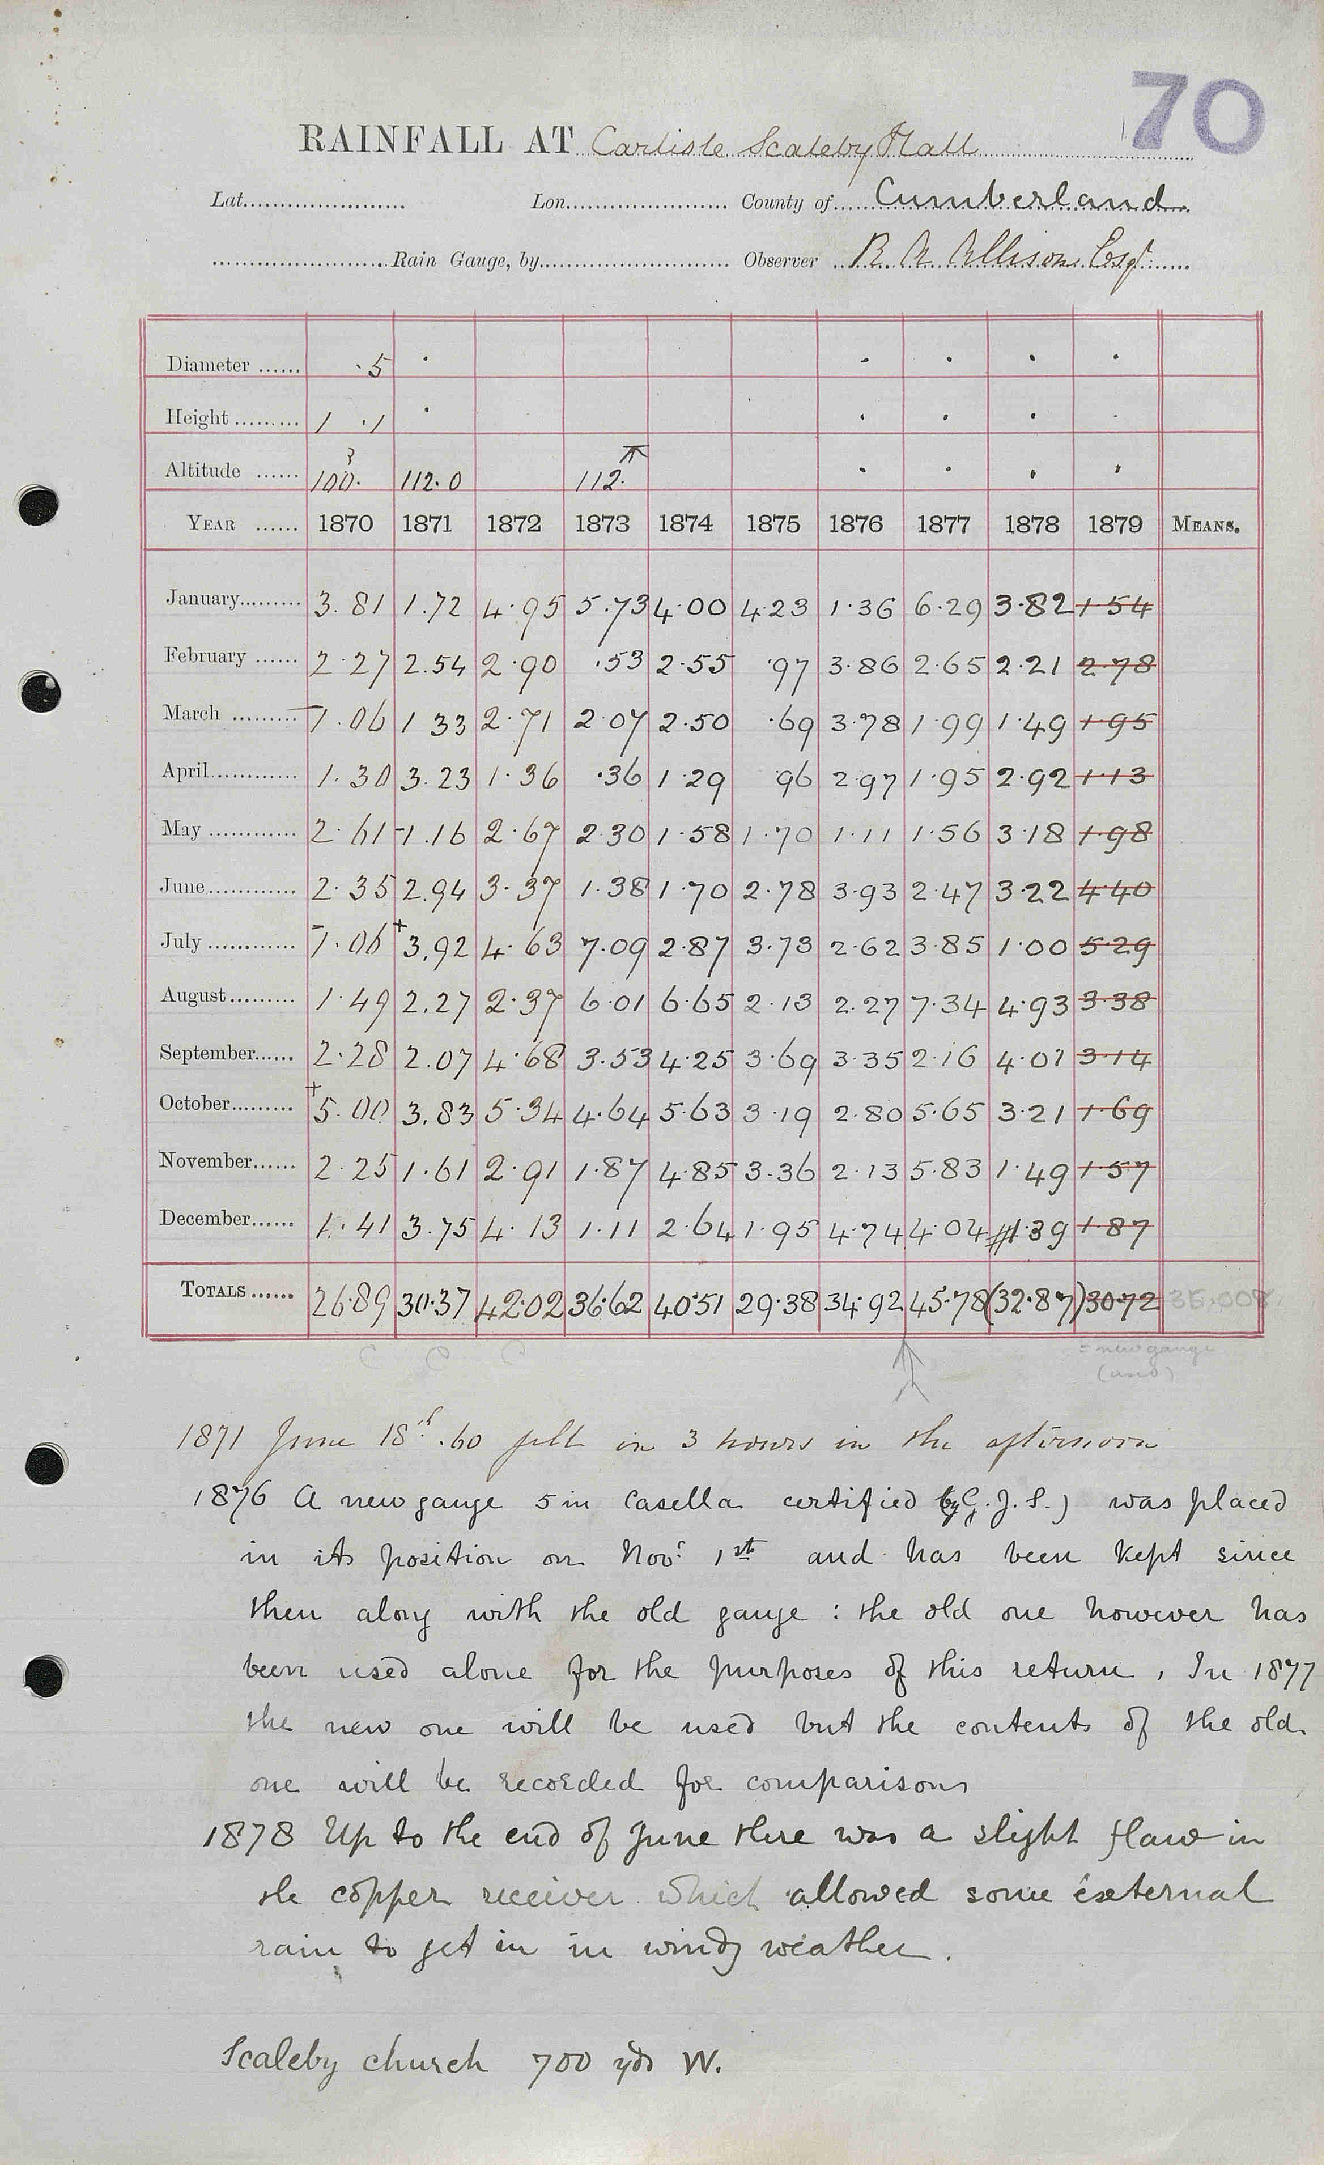 70
RAINFALL AT Carlisle Scaleby Hall
Lat. Lon. County of Cumberland
Rain Gauge, by Observer R A Allison Esqr.
Diameter ...... .5 . . . . .
Height ......... 1 .1 . . . . .
Altitude ...... 100. 3 112.0 112. . . . .
YEAR ...... 1870 1871 1872 1873 1874 1875 1876 1877 1878 1879 MEANS.
January......... 3.81 1.72 4.95 5.73 4.00 4.23 1.36 6.29 3.82 1.54
February ...... 2.27 2.54 2.90 .53 2.55 .97 3.86 2.65 2.21 2.78
March ......... 1.06 1.33 2.71 2.07 2.50 .69 3.78 1.99 1.49 1.95
April............ 1.30 3.23 1.36 .36 1.29 .96 2.97 1.95 2.92 1.13
May ............ 2.61 1.16 2.67 2.30 1.58 1.70 1.11 1.56 3.18 1.98
June............ 2.35 2.94 3.37 1.38 1.70 2.78 3.93 2.47 3.22 4.40
July ............ 1.06 3.92 4.63 7.09 2.87 3.73 2.62 3.85 1.00 5.29
August......... 1.49 2.27 2.37 6.01 6.65 2.13 2.27 7.34 4.93 3.38
September...... 2.28 2.07 4.68 3.53 4.25 3.69 3.35 2.16 4.01 3.14
October......... 5.00 3.83 5.34 4.64 5.63 3.19 2.80 5.65 3.21 1.69
November...... 2.25 1.61 2.91 1.87 4.85 3.36 2.13 5.83 1.49 1.57
December...... 1.41 3.75 4.13 1.11 2.64 1.95 4.74 4.04 1.39 1.87
TOTALS ...... 26.89 30.37 42.02 36.62 40.51 29.38 34.92 45.78 (32.87) 30.72 35.008
= new gauge
(used)
1871 June 18th .60 fell in 3 hours in the afternoon
1876 A new gauge 5 in Casella certified by G. J. S.) was placed
in its position on Novr 1st and has been kept since
then along with the old gauge : the old one however has
been used alone for the purposes of this return, In 1877
the new one will be used but the contents of the old
one will be recorded for comparisons
1878 Up to the end of June there was a slight flaw in
the copper receiver which allowed some external
rain to get in in windy weather.
Scaleby church 700 yds W.